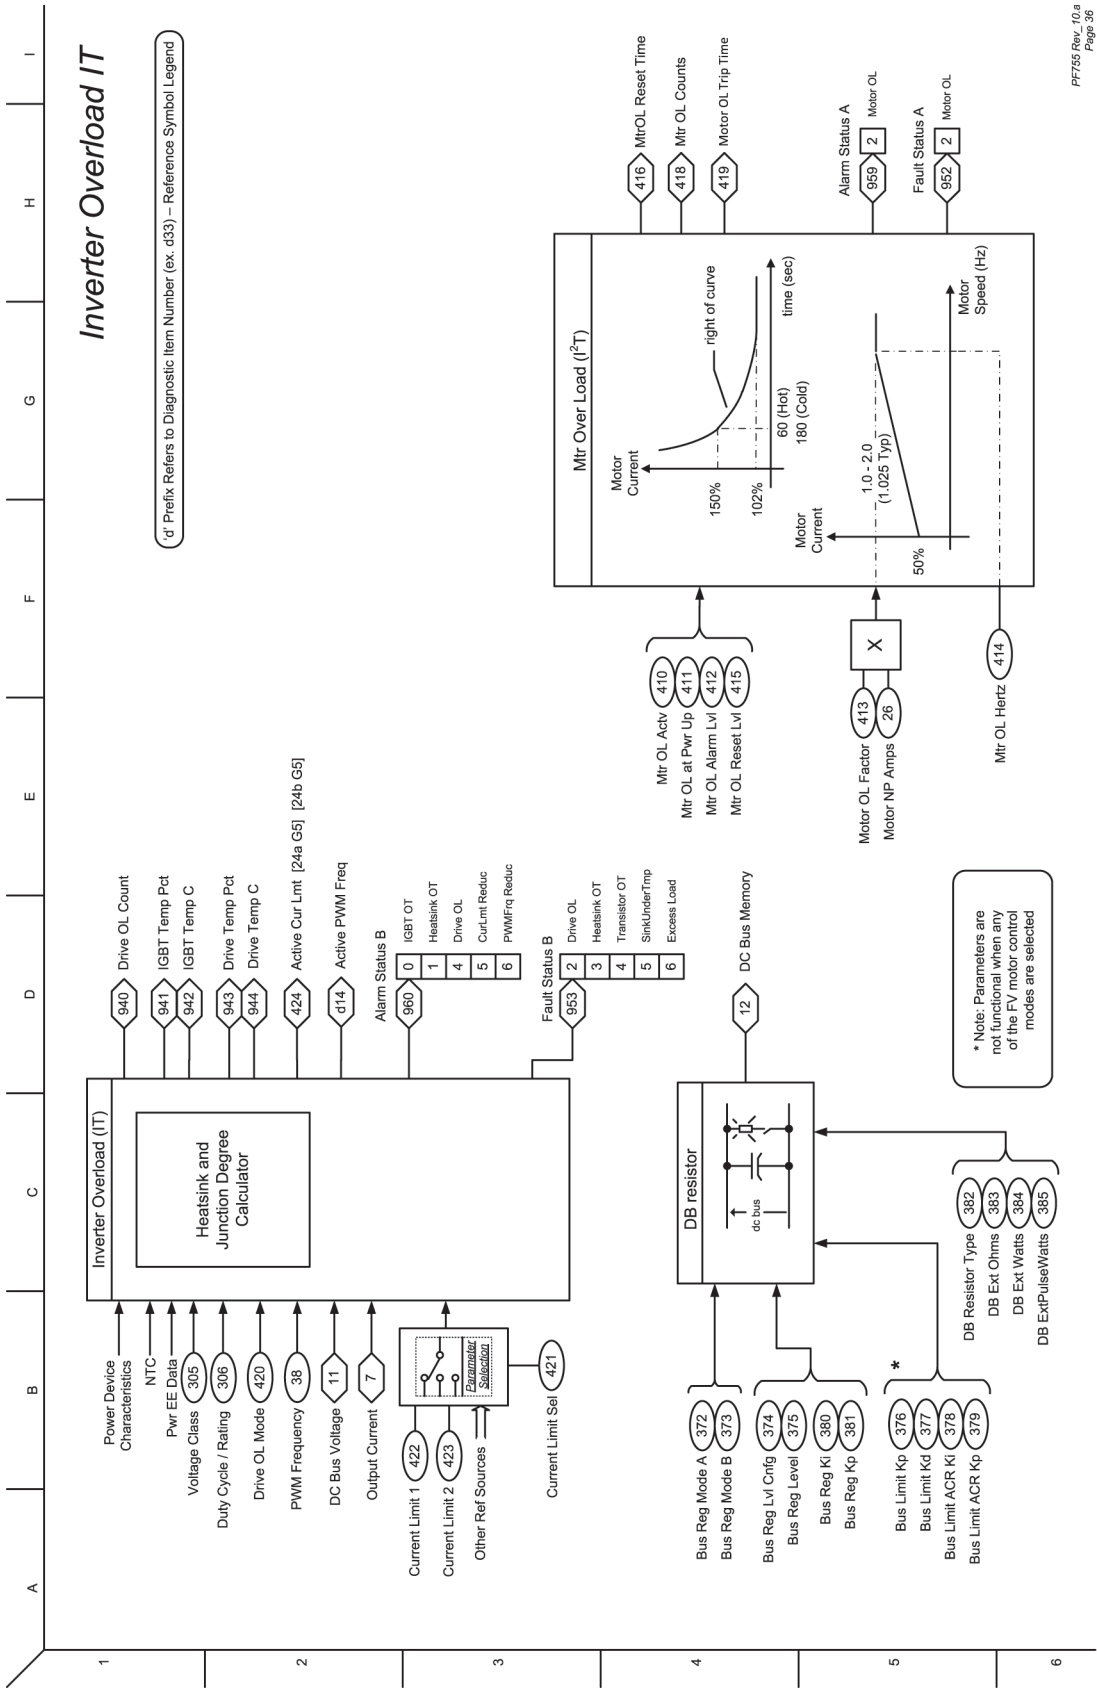 Inverter Overload IT
'd' Prefix Refers to Diagnostic Item Number (ex. d33) – Reference Symbol Legend
A
B
C
D
E
F
G
H
I
1
2
3
4
5
6
Inverter Overload (IT)
Heatsink and
Junction Degree
Calculator
Power Device
Characteristics
NTC
Pwr EE Data
Voltage Class 305
Duty Cycle / Rating 306
Drive OL Mode 420
PWM Frequency 38
DC Bus Voltage 11
Output Current 7
Current Limit 1 422
Current Limit 2 423
Other Ref Sources
Parameter
Selection
Current Limit Sel 421
940 Drive OL Count
941 IGBT Temp Pct
942 IGBT Temp C
943 Drive Temp Pct
944 Drive Temp C
424 Active Cur Lmt [24a G5] [24b G5]
d14 Active PWM Freq
Alarm Status B
960 0 IGBT OT
1 Heatsink OT
4 Drive OL
5 CurLmt Reduc
6 PWMFrq Reduc
Fault Status B
953 2 Drive OL
3 Heatsink OT
4 Transistor OT
5 SinkUnderTmp
6 Excess Load
DB resistor
dc bus
12 DC Bus Memory
Bus Reg Mode A 372
Bus Reg Mode B 373
Bus Reg Lvl Cnfg 374
Bus Reg Level 375
Bus Reg Ki 380
Bus Reg Kp 381
*
Bus Limit Kp 376
Bus Limit Kd 377
Bus Limit ACR Ki 378
Bus Limit ACR Kp 379
DB Resistor Type 382
DB Ext Ohms 383
DB Ext Watts 384
DB ExtPulseWatts 385
* Note: Parameters are
not functional when any
of the FV motor control
modes are selected
Mtr Over Load (I²T)
Motor
Current
150%
102%
right of curve
60 (Hot)
180 (Cold)
time (sec)
Motor
Current
1.0 - 2.0
(1.025 Typ)
50%
Motor
Speed (Hz)
Mtr OL Actv 410
Mtr OL at Pwr Up 411
Mtr OL Alarm Lvl 412
Mtr OL Reset Lvl 415
Motor OL Factor 413
Motor NP Amps 26
X
Mtr OL Hertz 414
416 MtrOL Reset Time
418 Mtr OL Counts
419 Motor OL Trip Time
Alarm Status A
959 2 Motor OL
Fault Status A
952 2 Motor OL
PF755 Rev_10.a
Page 36